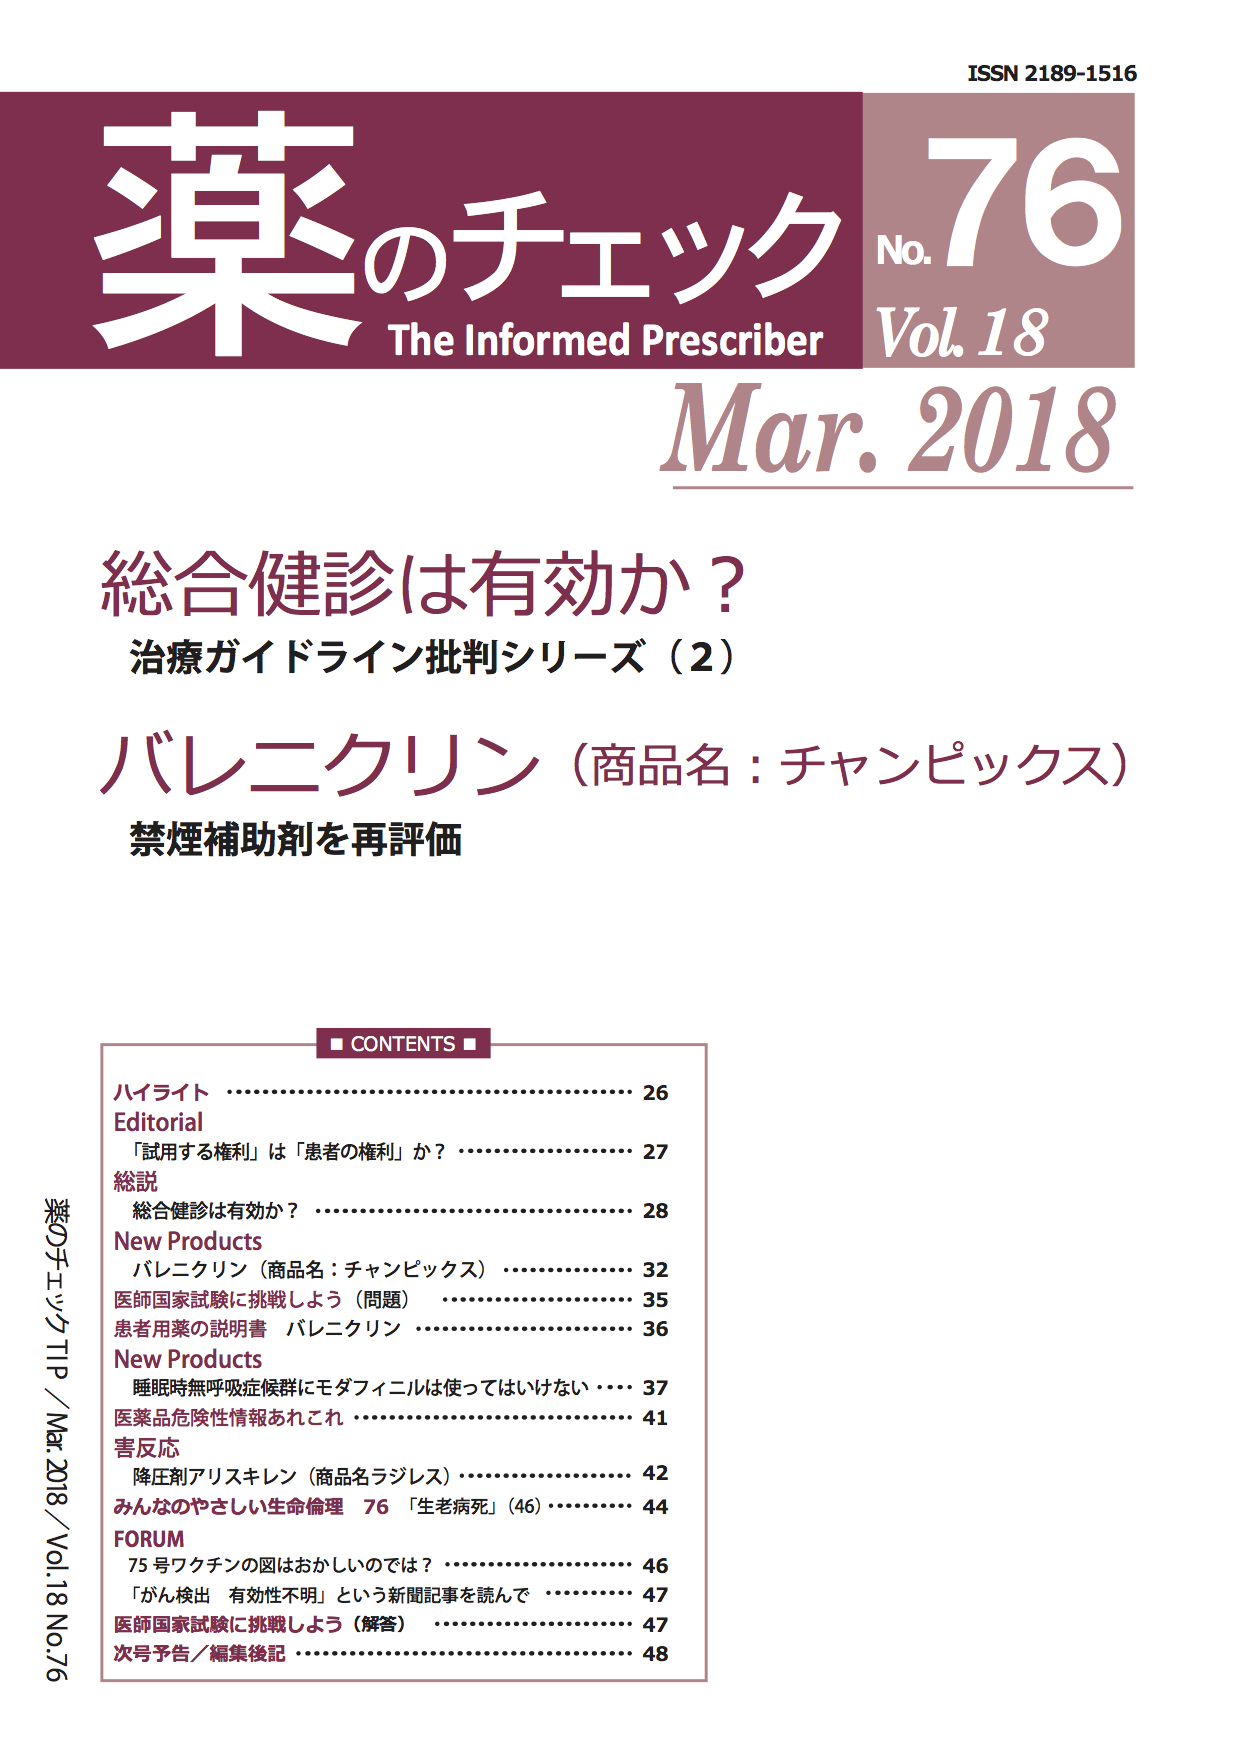 ISSN 2189-1516
薬のチェック
The Informed Prescriber
No.76
Vol.18
Mar. 2018
総合健診は有効か？
治療ガイドライン批判シリーズ（２）
バレニクリン（商品名：チャンピックス）
禁煙補助剤を再評価
■ CONTENTS ■
ハイライト ・・・・・・・・・・・・・・・・・・・・ 26
Editorial
「試用する権利」は「患者の権利」か？ ・・・・・・・・・・ 27
総説
総合健診は有効か？ ・・・・・・・・・・・・・・・・ 28
New Products
バレニクリン（商品名：チャンピックス） ・・・・・・・ 32
医師国家試験に挑戦しよう（問題） ・・・・・・・・・・ 35
患者用薬の説明書　バレニクリン ・・・・・・・・・・・ 36
New Products
睡眠時無呼吸症候群にモダフィニルは使ってはいけない ・・・・ 37
医薬品危険性情報あれこれ ・・・・・・・・・・・・・・ 41
害反応
降圧剤アリスキレン（商品名ラジレス）・・・・・・・・・ 42
みんなのやさしい生命倫理　76　「生老病死」（46）・・・・・ 44
FORUM
75 号ワクチンの図はおかしいのでは？ ・・・・・・・・・・ 46
「がん検出　有効性不明」という新聞記事を読んで ・・・・・ 47
医師国家試験に挑戦しよう（解答） ・・・・・・・・・・ 47
次号予告／編集後記 ・・・・・・・・・・・・・・・・・ 48
薬のチェック TIP ／ Mar. 2018 ／ Vol.18 No.76